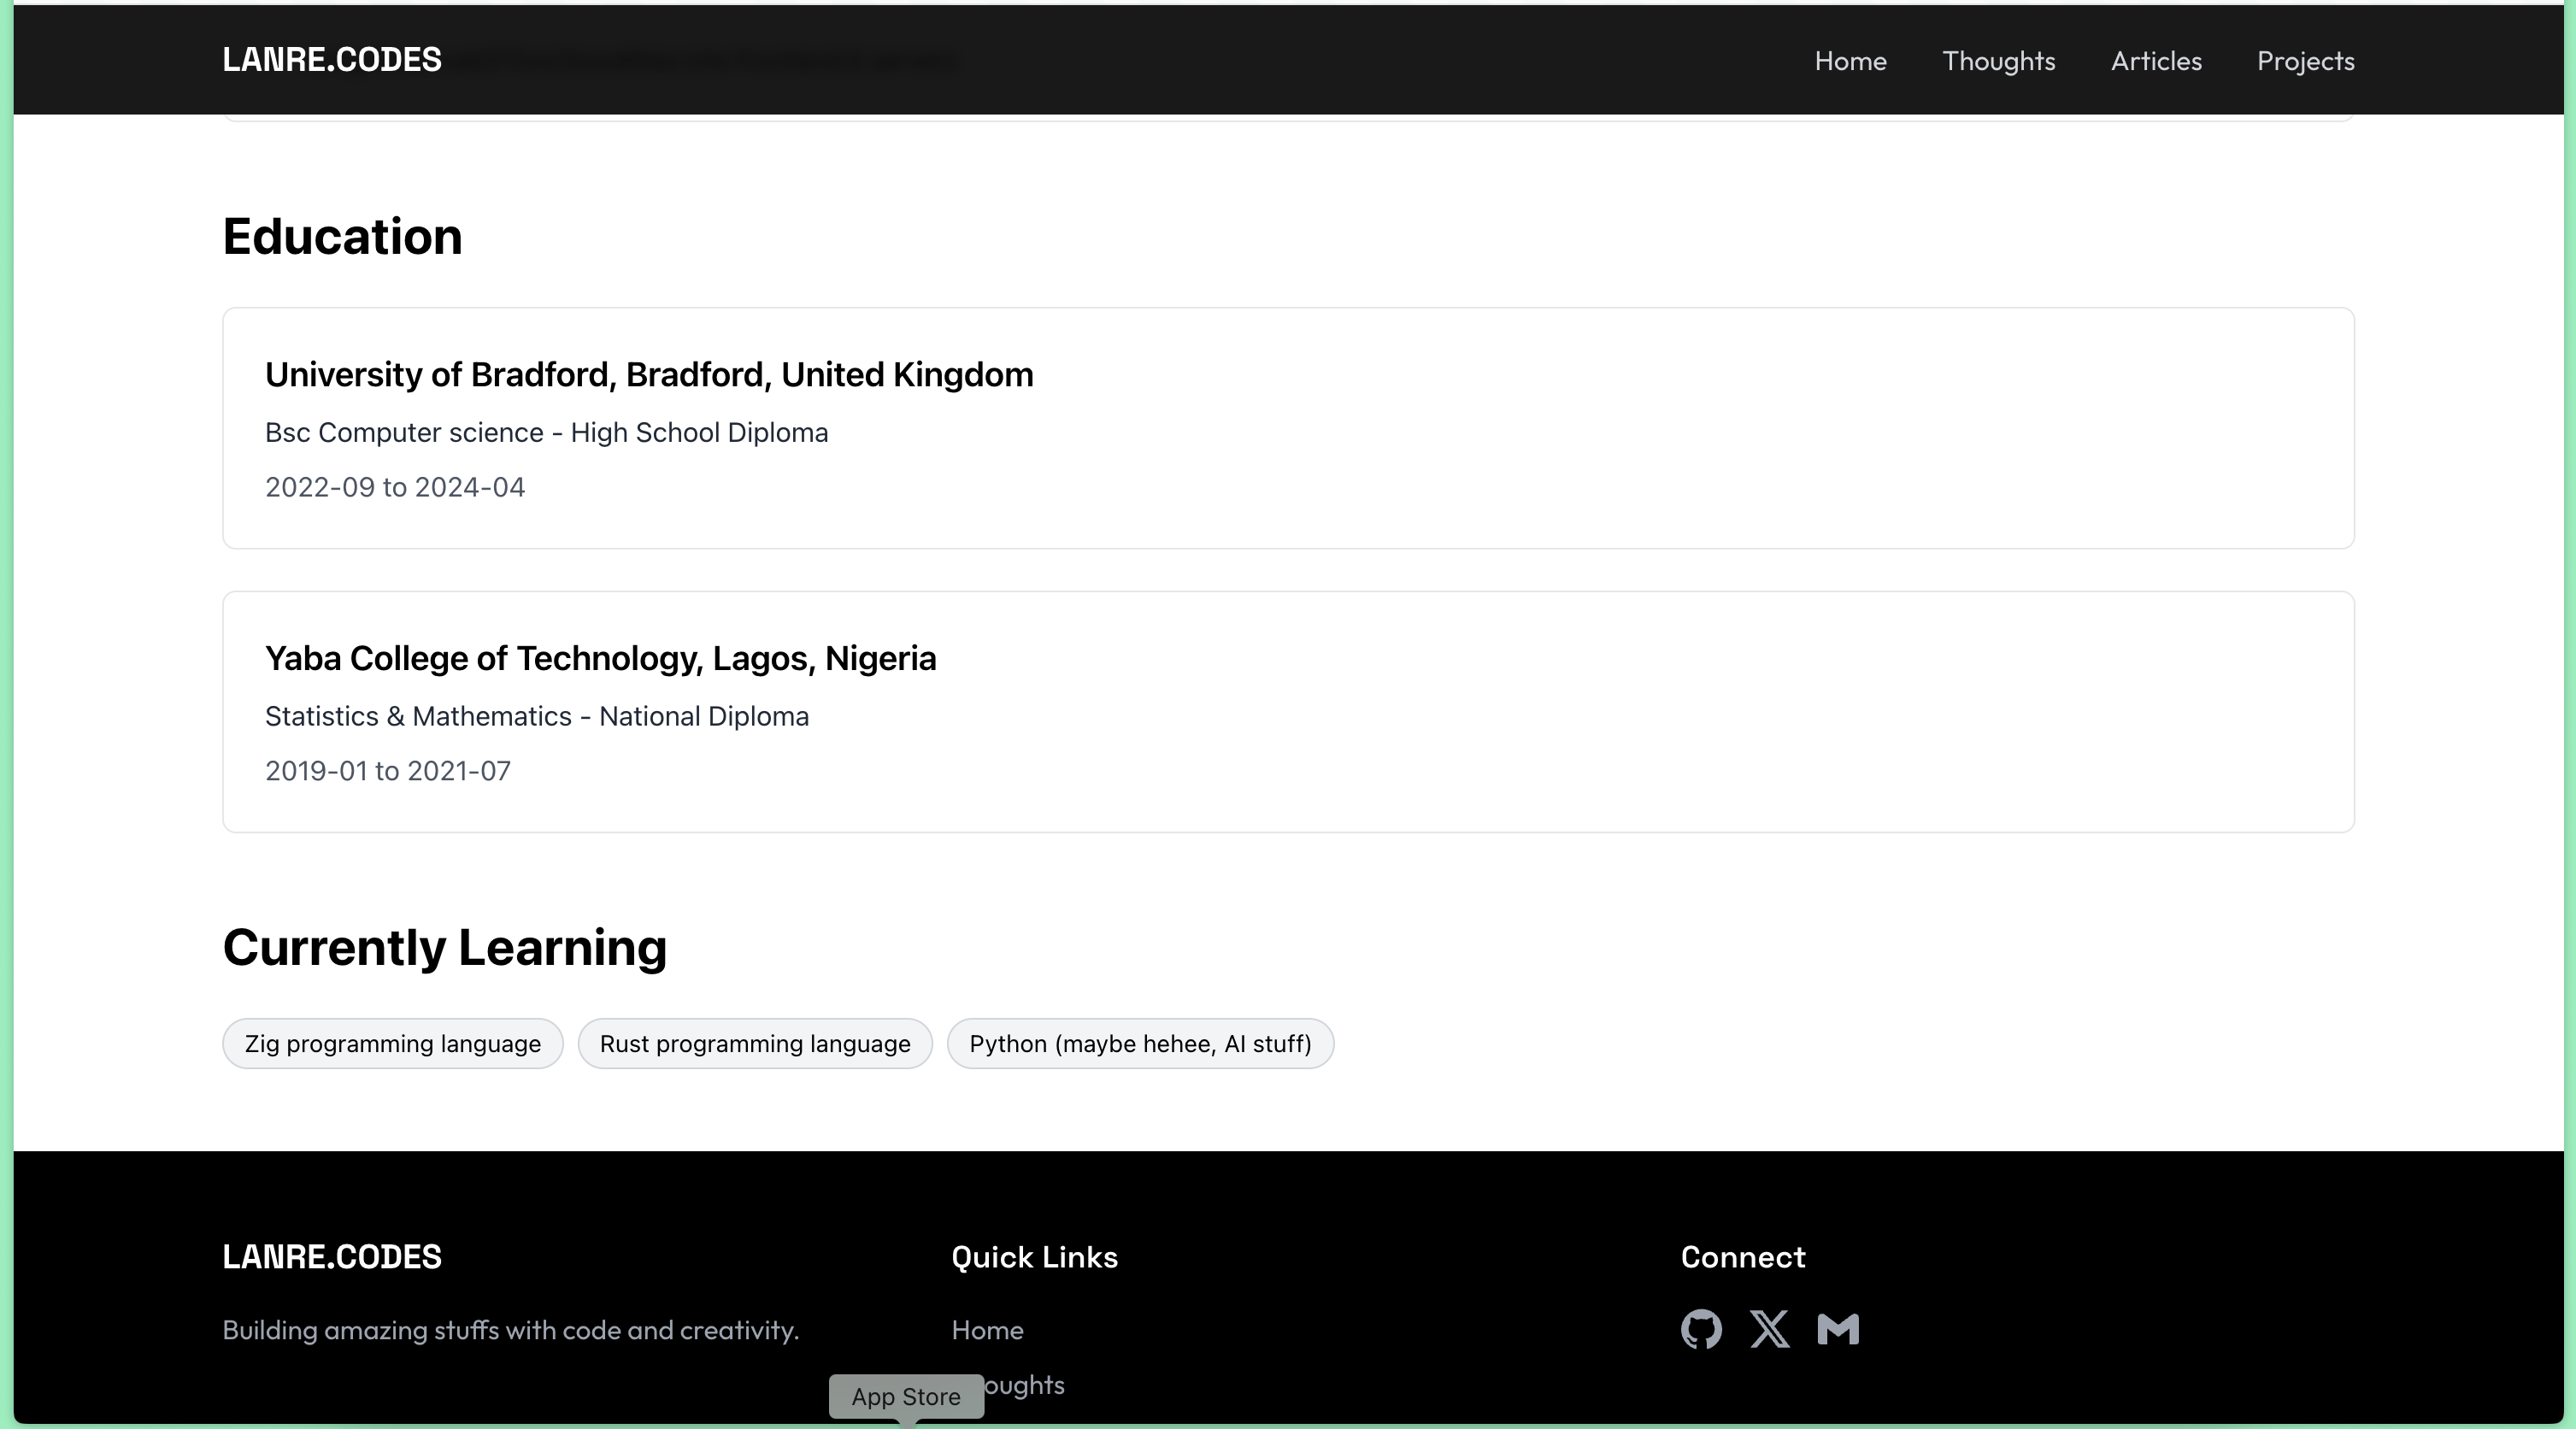 LANRE.CODES
Home Thoughts Articles Projects
Education
University of Bradford, Bradford, United Kingdom
Bsc Computer science - High School Diploma
2022-09 to 2024-04
Yaba College of Technology, Lagos, Nigeria
Statistics & Mathematics - National Diploma
2019-01 to 2021-07
Currently Learning
Zig programming language
Rust programming language
Python (maybe hehee, AI stuff)
LANRE.CODES
Building amazing stuffs with code and creativity.
Quick Links
Home
oughts
Connect
App Store